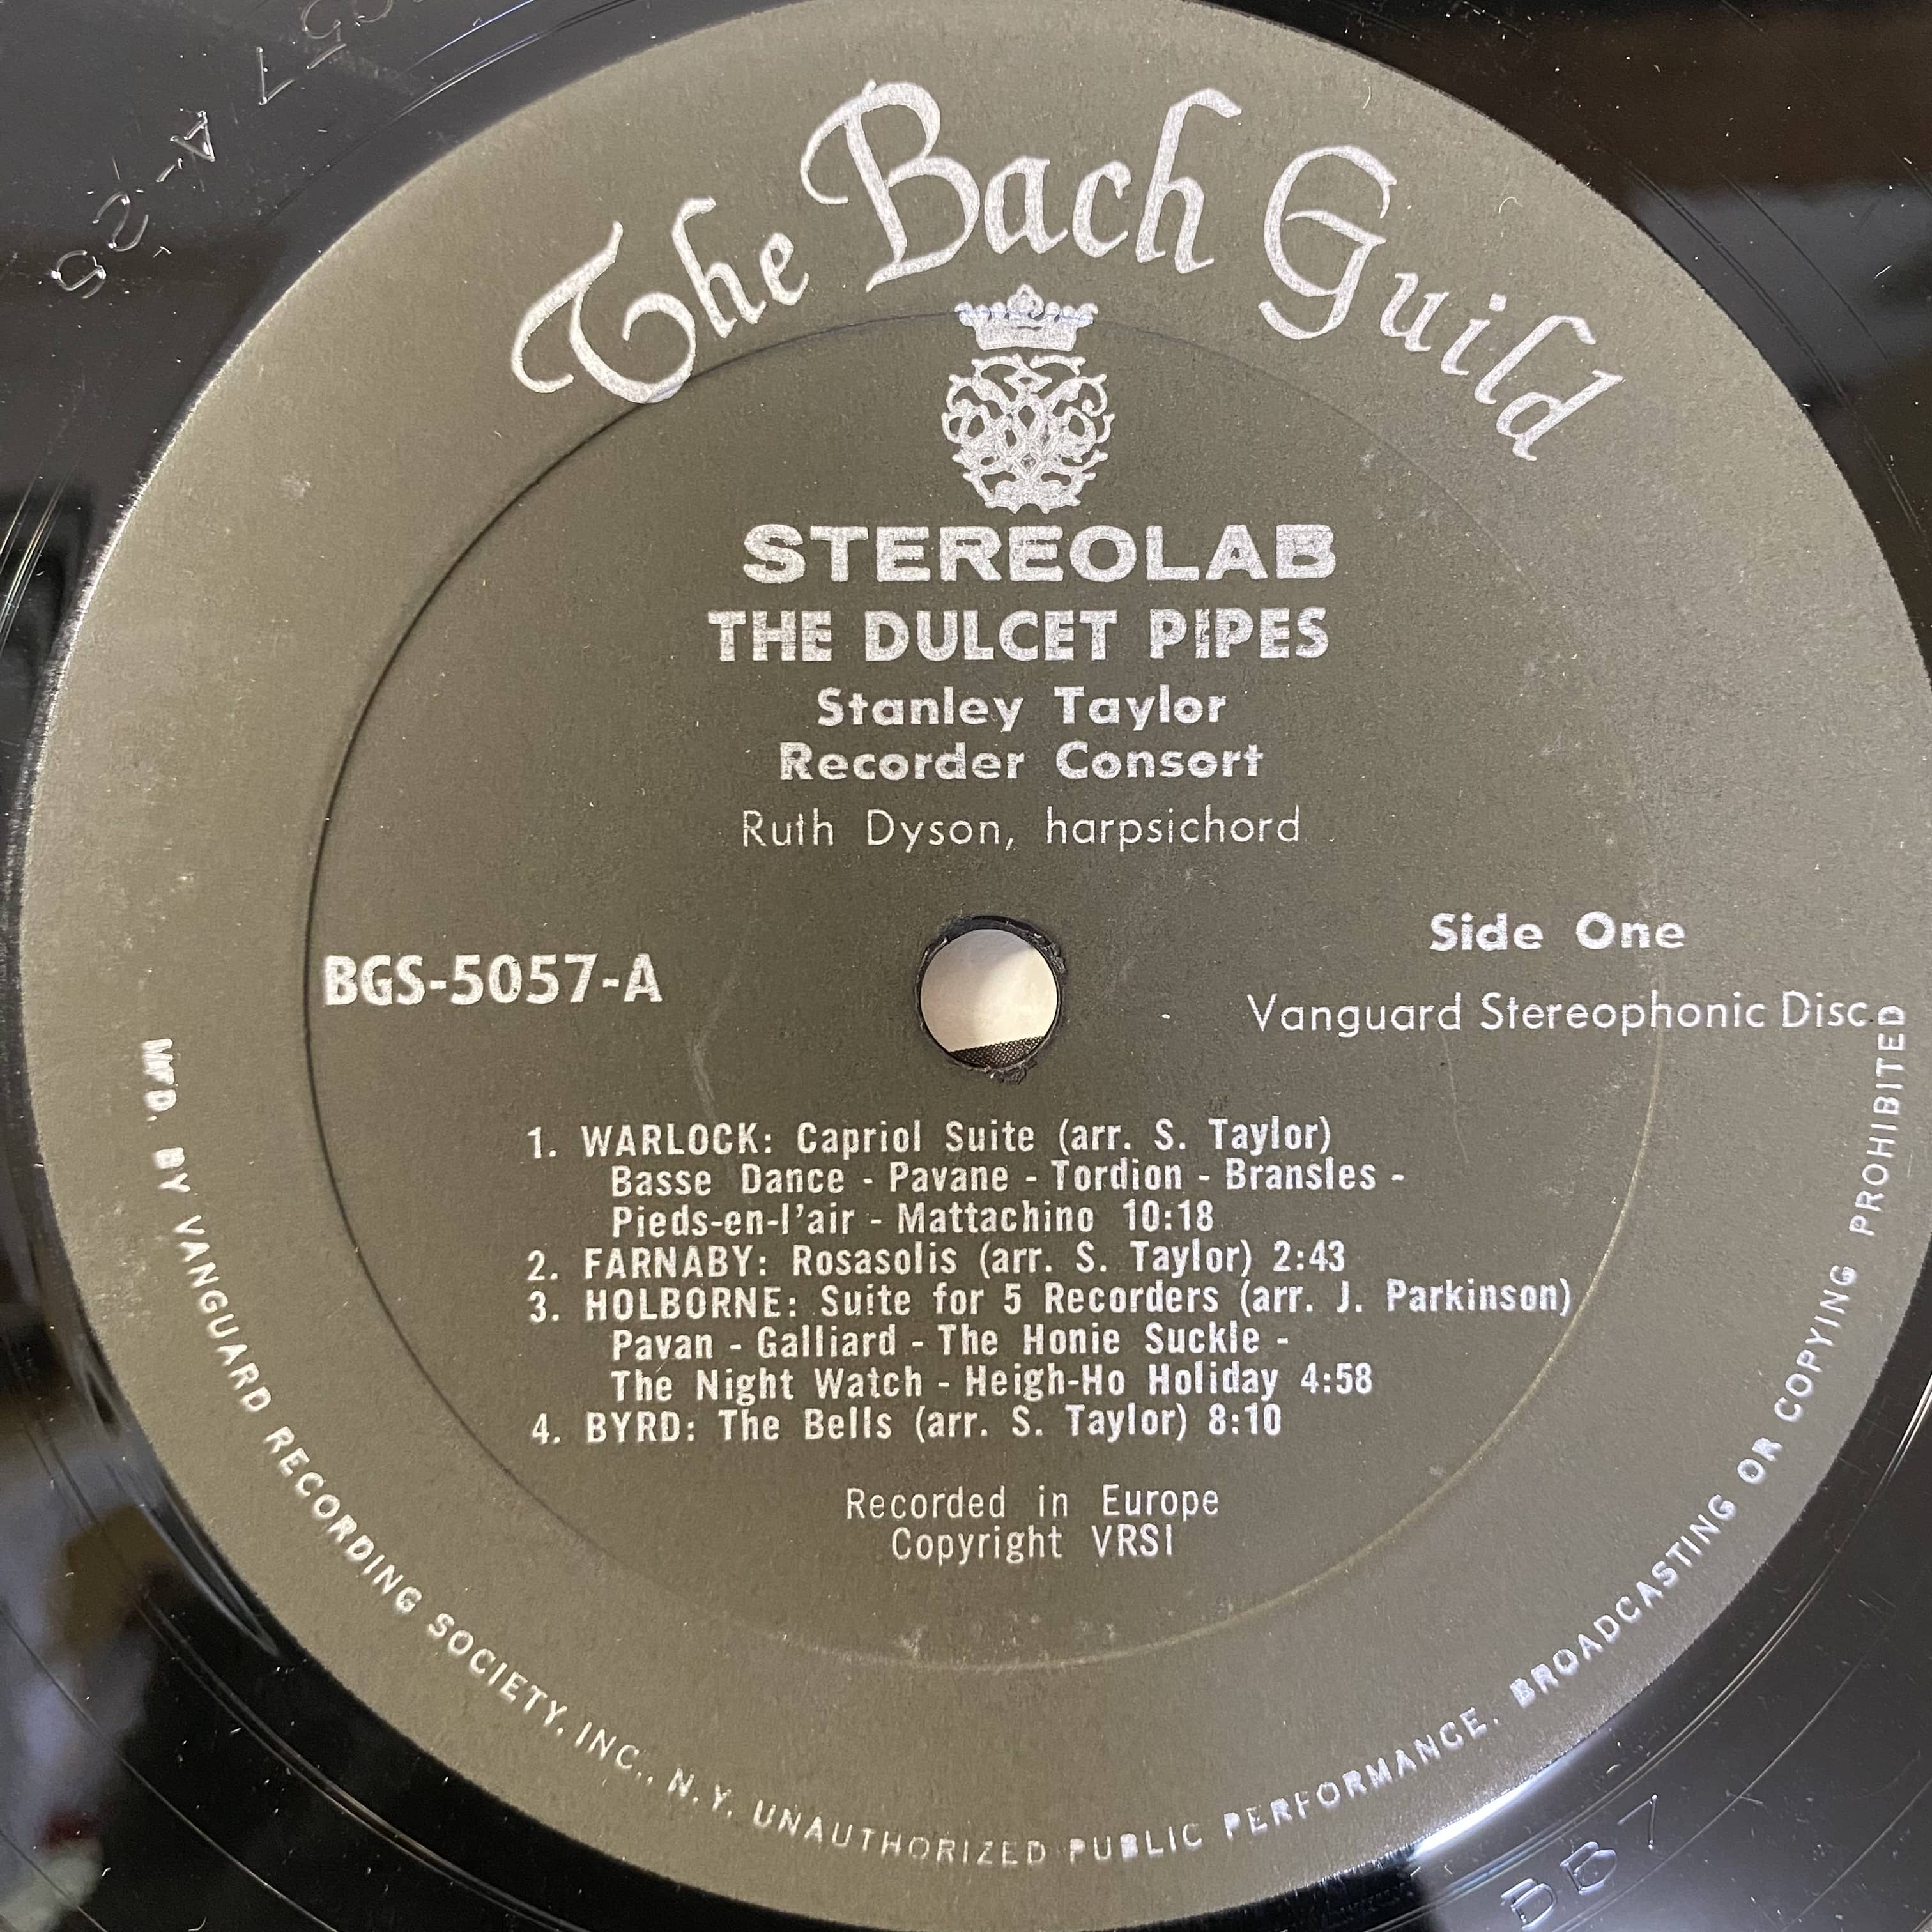 The Bach Guild
STEREOLAB
THE DULCET PIPES
Stanley Taylor
Recorder Consort
Ruth Dyson, harpsichord
BGS-5057-A
Side One
Vanguard Stereophonic Disc
1. WARLOCK: Capriol Suite (arr. S. Taylor)
Basse Dance - Pavane - Tordion - Bransles -
Pieds-en-l'air - Mattachino 10:18
2. FARNABY: Rosasolis (arr. S. Taylor) 2:43
3. HOLBORNE: Suite for 5 Recorders (arr. J. Parkinson)
Pavan - Galliard - The Honie Suckle -
The Night Watch - Heigh-Ho Holiday 4:58
4. BYRD: The Bells (arr. S. Taylor) 8:10
Recorded in Europe
Copyright VRSI
MF'D. BY VANGUARD RECORDING SOCIETY, INC., N.Y. UNAUTHORIZED PUBLIC PERFORMANCE, BROADCASTING OR COPYING PROHIBITED
BB7